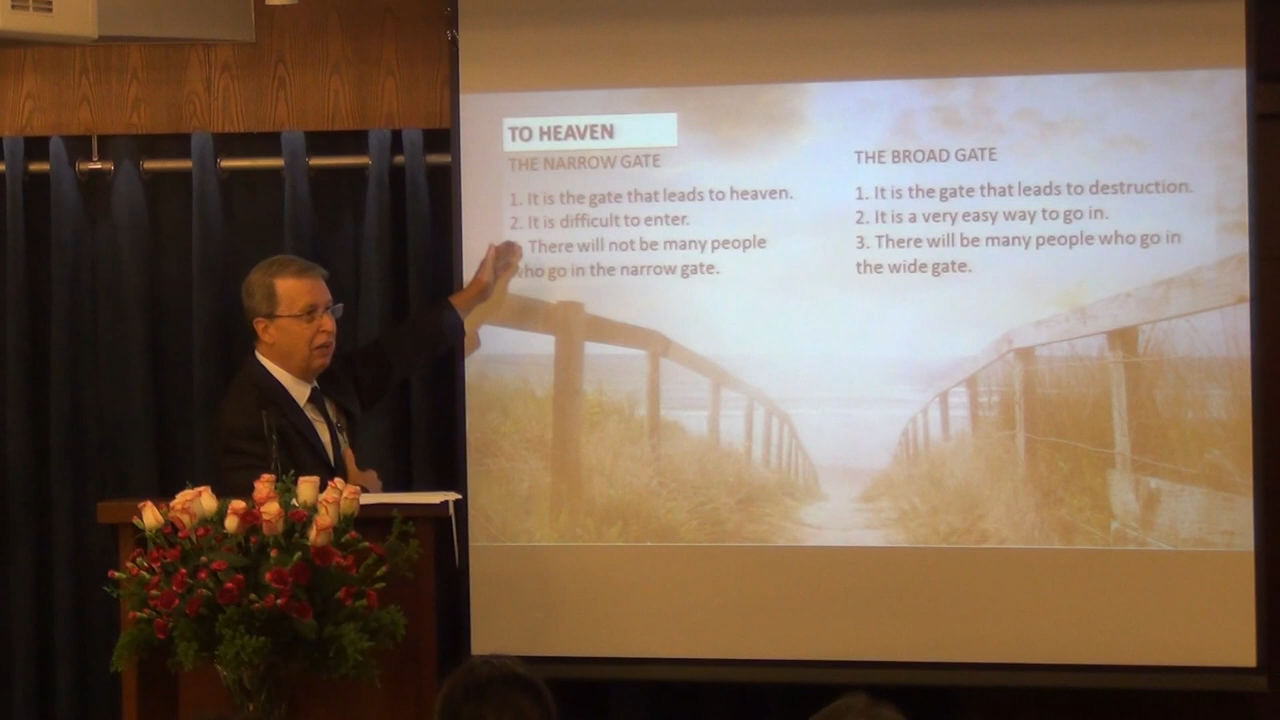 TO HEAVEN
THE NARROW GATE
1. It is the gate that leads to heaven.
2. It is difficult to enter.
There will not be many people
who go in the narrow gate.
THE BROAD GATE
1. It is the gate that leads to destruction.
2. It is a very easy way to go in.
3. There will be many people who go in
the wide gate.